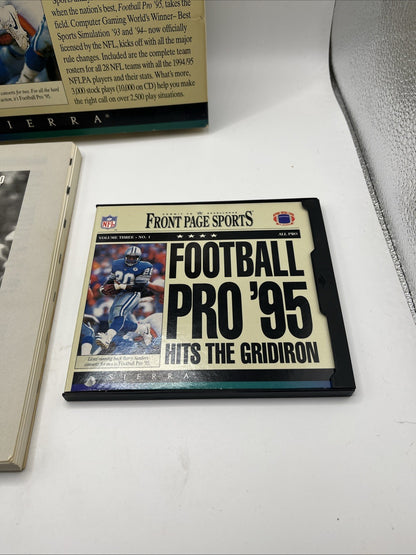 when the nation's best, Football Pro '95, takes the
field. Computer Gaming World's Winner– Best
Sports Simulation '93 and '94– now officially
licensed by the NFL, kicks off with all the major
rule changes. Included are the complete team
rosters for all 28 NFL teams with all the 1994/95
NFLPA players and their stats. What's more,
3,000 stock plays (10,000 on CD) help you make
the right call on over 2,500 play situations.
SIERRA®
NFL
FRONT PAGE SPORTS
VOLUME THREE – NO. 1
ALL PRO
FOOTBALL
PRO '95
HITS THE GRIDIRON
SIERRA